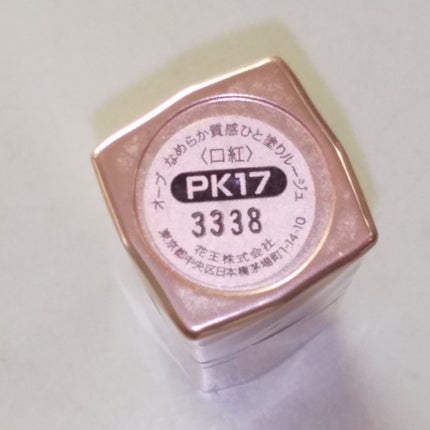 オーブ なめらか質感ひと塗りルージュ
〈口紅〉
PK17
3338
花王株式会社
東京都中央区日本橋茅場町1-14-10